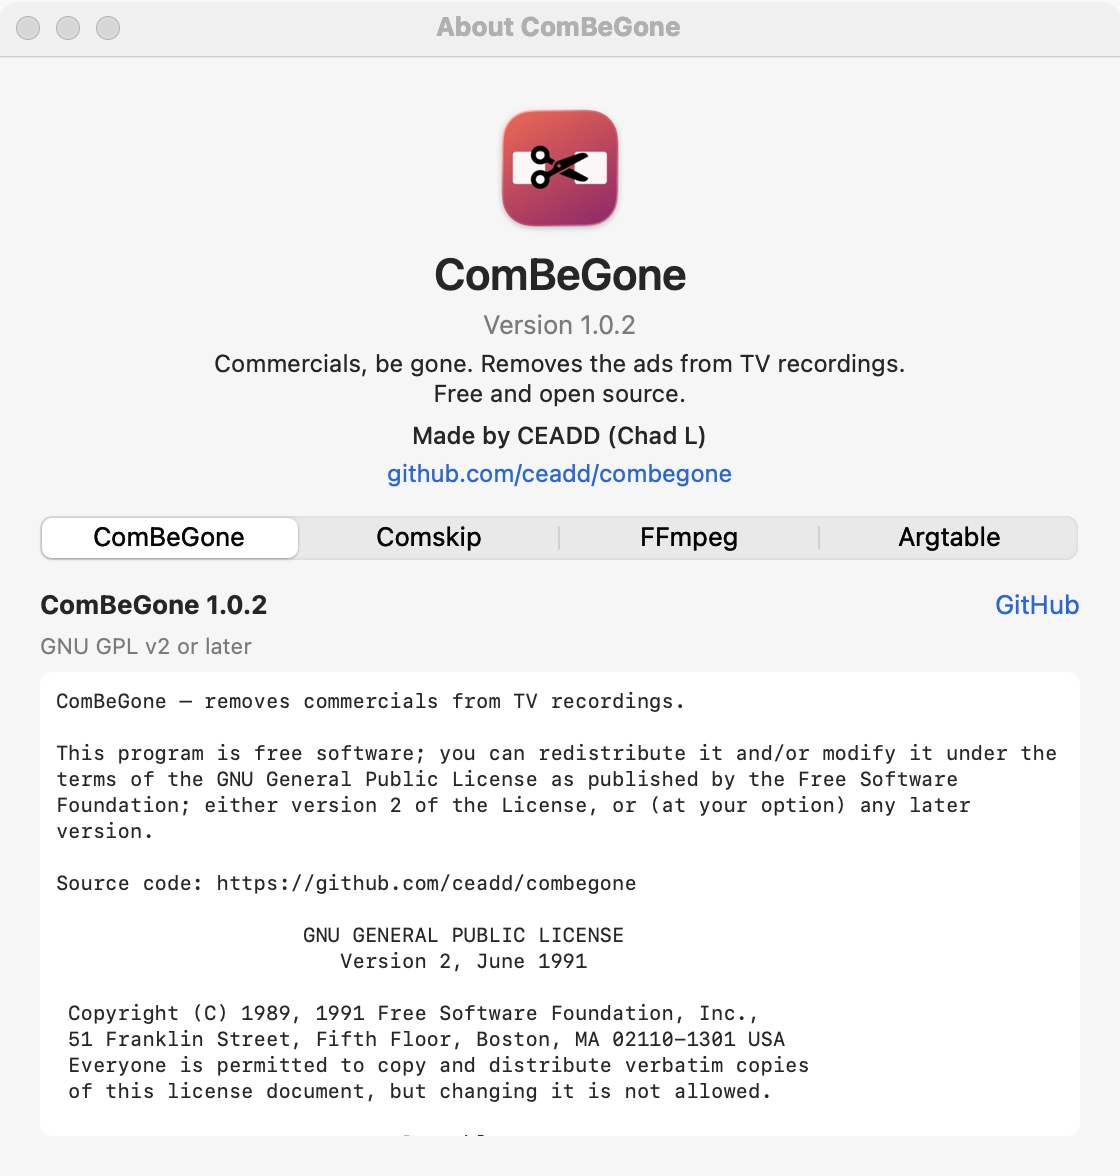 About ComBeGone
ComBeGone
Version 1.0.2
Commercials, be gone. Removes the ads from TV recordings.
Free and open source.
Made by CEADD (Chad L)
github.com/ceadd/combegone
ComBeGone Comskip FFmpeg Argtable
ComBeGone 1.0.2 GitHub
GNU GPL v2 or later
ComBeGone — removes commercials from TV recordings.
This program is free software; you can redistribute it and/or modify it under the
terms of the GNU General Public License as published by the Free Software
Foundation; either version 2 of the License, or (at your option) any later
version.
Source code: https://github.com/ceadd/combegone
GNU GENERAL PUBLIC LICENSE
Version 2, June 1991
Copyright (C) 1989, 1991 Free Software Foundation, Inc.,
51 Franklin Street, Fifth Floor, Boston, MA 02110-1301 USA
Everyone is permitted to copy and distribute verbatim copies
of this license document, but changing it is not allowed.